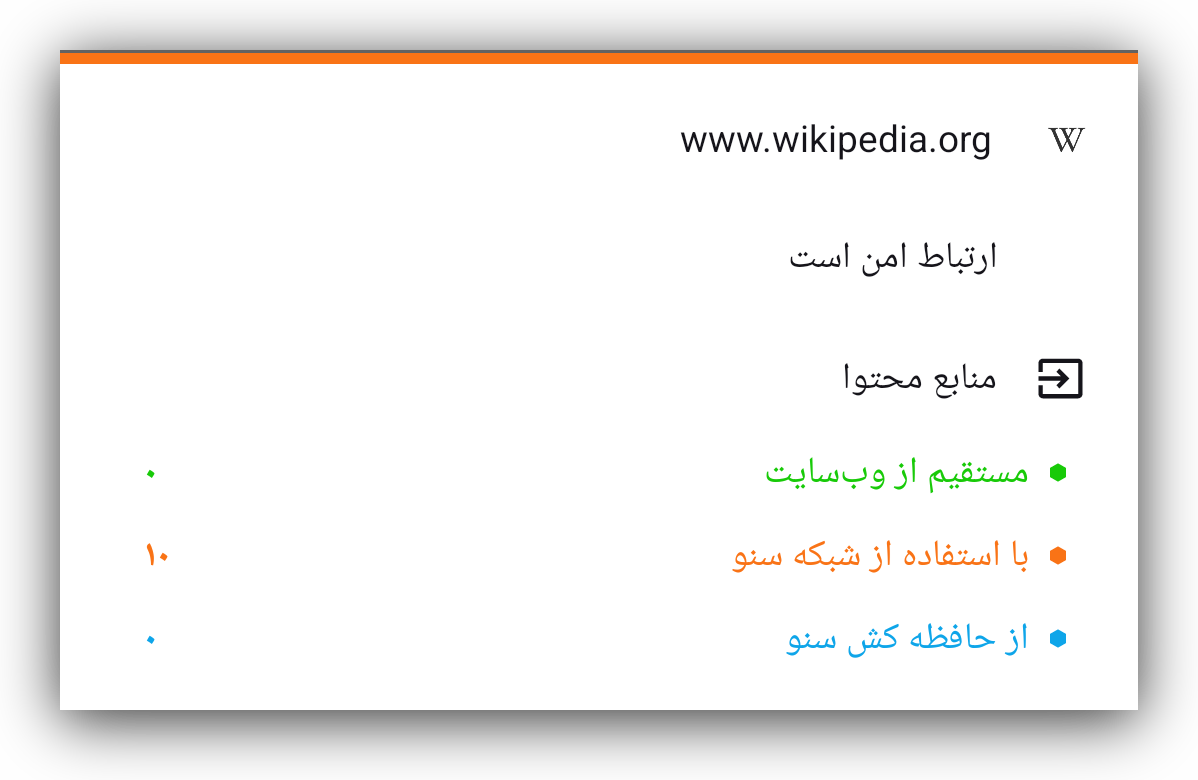 W www.wikipedia.org
ارتباط امن است
منابع محتوا
مستقیم از وب‌سایت ۰
با استفاده از شبکه سنو ۱۰
از حافظه کش سنو ۰